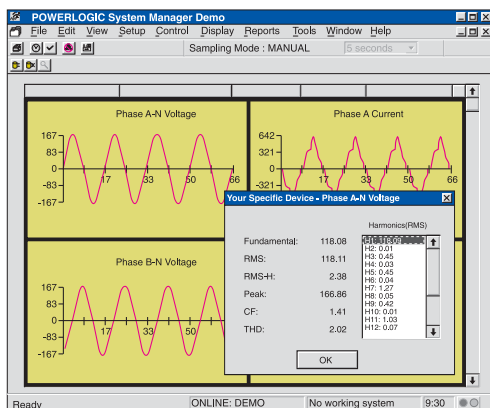 POWERLOGIC System Manager Demo
File Edit View Setup Control Display Reports Tools Window Help
Sampling Mode : MANUAL 5 seconds
Phase A-N Voltage
167
83
0
-83
-167
17 33 50 66
Phase A Current
642
321
0
-321
17 33 50 66
Phase B-N Voltage
167
83
0
-83
-167
17 33 50
Your Specific Device - Phase A-N Voltage
Harmonics(RMS)
Fundamental: 118.08
RMS: 118.11
RMS-H: 2.38
Peak: 166.86
CF: 1.41
THD: 2.02
H1: 118.09
H2: 0.01
H3: 0.45
H4: 0.03
H5: 0.45
H6: 0.04
H7: 1,27
H8: 0,05
H9: 0.42
H10: 0.01
H11: 1.03
H12: 0.07
OK
Ready ONLINE: DEMO No working system 9:30